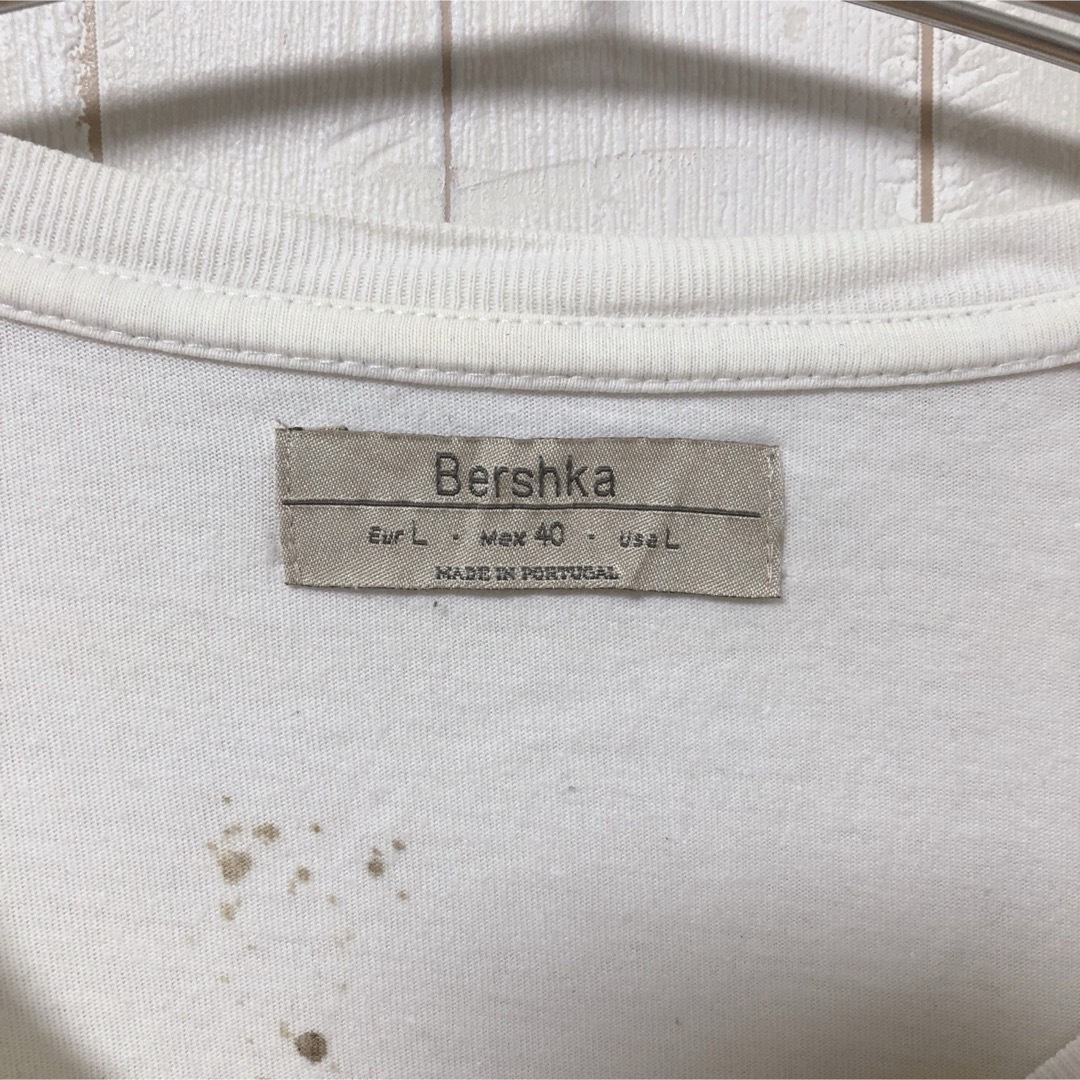 Bershka
Eur L · Mex 40 · Usa L
MADE IN PORTUGAL